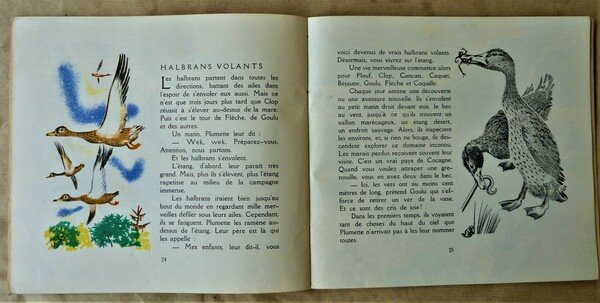 HALBRANS VOLANTS
Les halbrans partent dans toutes les
directions, battant des ailes dans
l'espoir de s'envoler eux aussi. Mais ce
n'est que trois jours plus tard que Clop
réussit à s'élever au-dessus de la mare.
Puis c'est le tour de Flèche, de Goulu
et des autres.
Un matin, Plumette leur dit :
— Wek, wek. Préparez-vous.
Attention, nous partons.
Et les halbrans s'envolent.
L'étang, d'abord, leur paraît très
grand. Mais, plus ils s'élèvent, plus l'étang
rapetisse au milieu de la campagne
immense.
Les halbrans iraient bien jusqu'au
bout du monde en regardant mille mer-
veilles défiler sous leurs ailes. Cependant,
ils se fatiguent. Plumette les ramène au-
dessus de l'étang. Leur père est là qui
les appelle :
— Mes enfants, leur dit-il, vous
24
voici devenus de vrais halbrans volants.
Désormais, vous vivrez sur l'étang.
Une vie merveilleuse commence alors
pour Plouf, Clop, Cancan, Caquet,
Béjaune, Goulu, Flèche et Coquille.
Chaque jour amène une découverte
ou une aventure nouvelle. Ils s'envolent
au petit matin droit devant eux, le bec
au vent, jusqu'à ce qu'ils trouvent un
vallon marécageux, un étang désert,
un endroit sauvage. Alors, ils inspectent
les environs, et, si rien ne bouge, ils des-
cendent explorer ce domaine inconnu.
Les marais perdus reçoivent souvent leur
visite. C'est un vrai pays de Cocagne.
Quand vous voulez attraper une gre-
nouille, vous en avez deux dans le bec.
— Ici, les vers ont au moins cent
mètres de long, prétend Goulu qui s'ef-
force de retirer un ver de la vase.
Et ce sont des cris de joie !
Dans les premiers temps, ils voyaient
tant de choses du haut du ciel que
Plumette n'arrivait pas à les leur nommer
toutes.
25